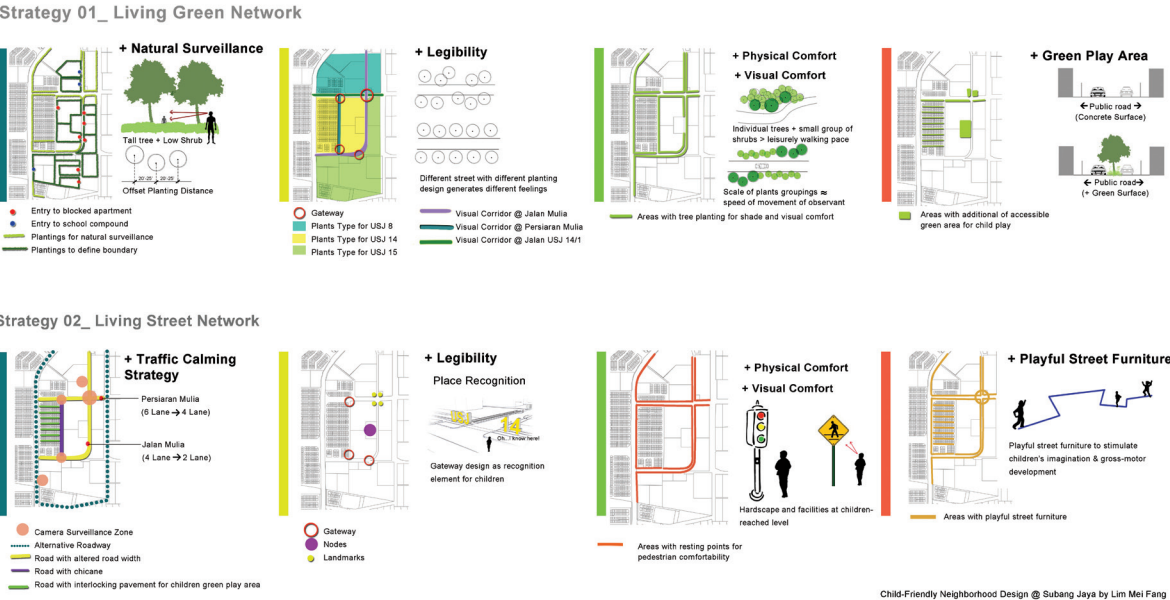 Strategy 01_ Living Green Network
+ Natural Surveillance
Tall tree + Low Shrub
20'-25' 20'-25'
Offset Planting Distance
Entry to blocked apartment
Entry to school compound
Plantings for natural surveillance
Plantings to define boundary
+ Legibility
Different street with different planting
design generates different feelings
Gateway
Plants Type for USJ 8
Plants Type for USJ 14
Plants Type for USJ 15
Visual Corridor @ Jalan Mulia
Visual Corridor @ Persiaran Mulia
Visual Corridor @ Jalan USJ 14/1
+ Physical Comfort
+ Visual Comfort
Individual trees + small group of
shrubs > leisurely walking pace
Scale of plants groupings ≈
speed of movement of observant
Areas with tree planting for shade and visual comfort
+ Green Play Area
← Public road →
(Concrete Surface)
← Public road→
(+ Green Surface)
Areas with additional of accessible
green area for child play
Strategy 02_ Living Street Network
+ Traffic Calming
Strategy
Persiaran Mulia
(6 Lane → 4 Lane)
Jalan Mulia
(4 Lane → 2 Lane)
Camera Surveillance Zone
Alternative Roadway
Road with altered road width
Road with chicane
Road with interlocking pavement for children green play area
+ Legibility
Place Recognition
USJ
14
Oh... I know here!
Gateway design as recognition
element for children
Gateway
Nodes
Landmarks
+ Physical Comfort
+ Visual Comfort
Hardscape and facilities at children-
reached level
Areas with resting points for
pedestrian comfortability
+ Playful Street Furniture
Playful street furniture to stimulate
children's imagination & gross-motor
development
Areas with playful street furniture
Child-Friendly Neighborhood Design @ Subang Jaya by Lim Mei Fang